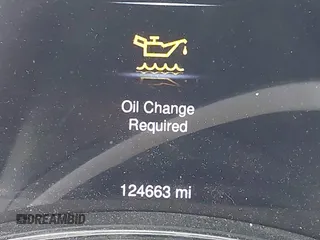 Oil Change
Required
124663 mi
DREAMBID